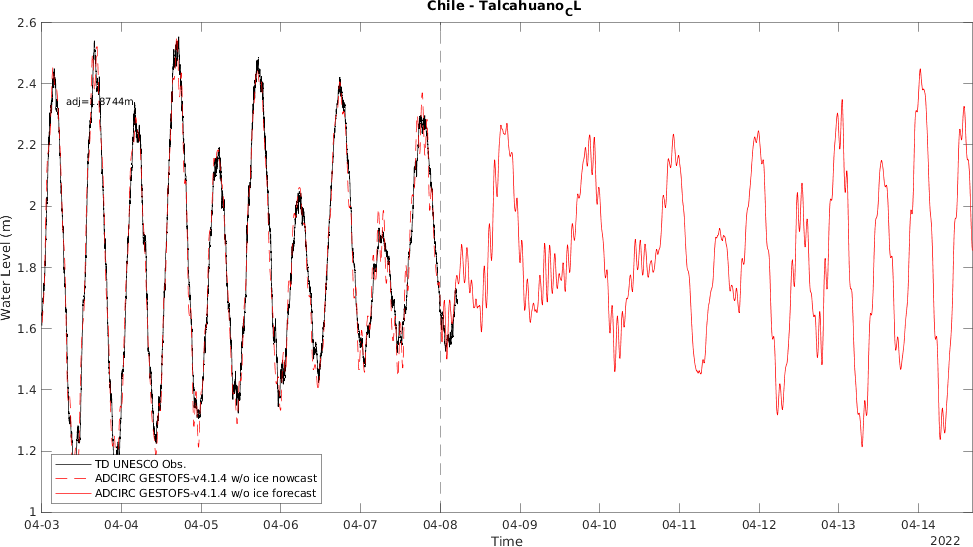 Chile - Talcahuano_CL
2.6
2.4
adj=1.8744m
2.2
2
1.8
1.6
1.4
1.2
1
Water Level (m)
TD UNESCO Obs.
ADCIRC GESTOFS-v4.1.4 w/o ice nowcast
ADCIRC GESTOFS-v4.1.4 w/o ice forecast
04-03 04-04 04-05 04-06 04-07 04-08 04-09 04-10 04-11 04-12 04-13 04-14
Time
2022